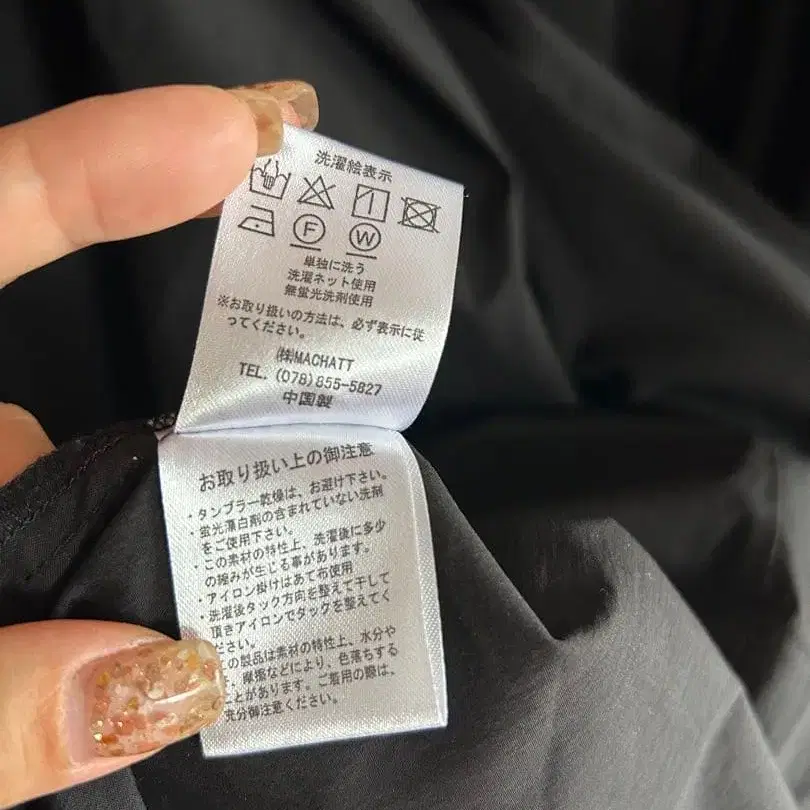 洗濯絵表示
F W
単独に洗う
洗濯ネット使用
無蛍光洗剤使用
※お取り扱いの方法は、必ず表示に従
ってください。
㈱MACHATT
TEL. (078)855-5827
中国製
お取り扱い上の御注意
・タンブラー乾燥は、お避け下さい。
・蛍光漂白剤の含まれていない洗剤
をご使用下さい。
・この素材の特性上、洗濯後に多少
の縮みが生じる事があります。
・アイロン掛けはあて布使用
・洗濯後タック方向を整えて干して
頂きアイロンでタックを整えてく
ださい。
の製品は素材の特性上、水分や
、摩擦などにより、色落ちする
とがあります。ご着用の際は、
充分御注意ください。